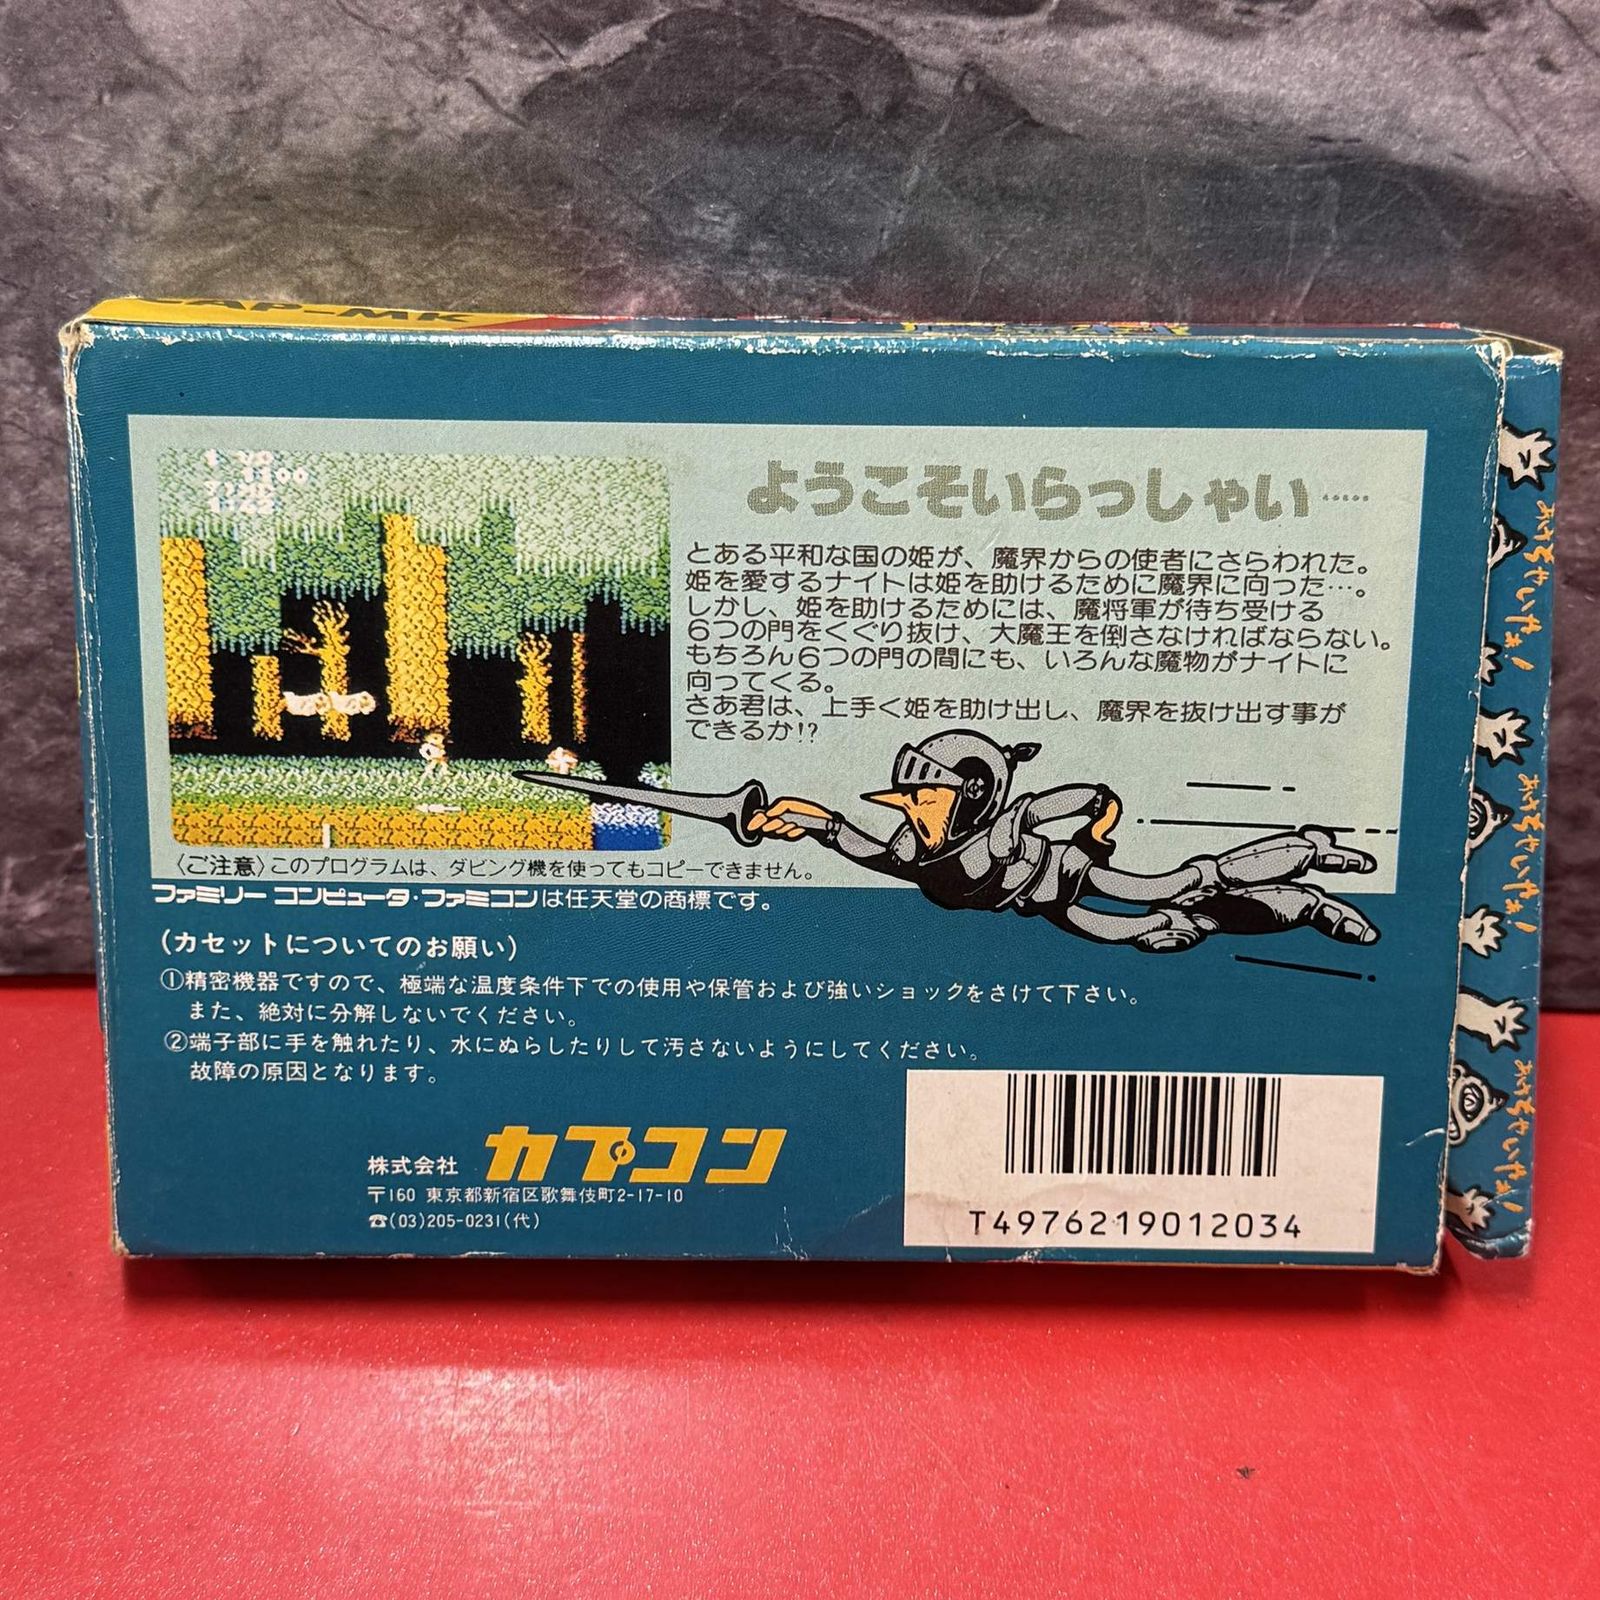 CAP-MK
ようこそいらっしゃい……
とある平和な国の姫が、魔界からの使者にさらわれた。
姫を愛するナイトは姫を助けるために魔界に向った…。
しかし、姫を助けるためには、魔将軍が待ち受ける
6つの門をくぐり抜け、大魔王を倒さなければならない。
もちろん6つの門の間にも、いろんな魔物がナイトに
向ってくる。
さあ君は、上手く姫を助け出し、魔界を抜け出す事が
できるか!?
〈ご注意〉このプログラムは、ダビング機を使ってもコピーできません。
ファミリーコンピュータ・ファミコンは任天堂の商標です。
(カセットについてのお願い)
①精密機器ですので、極端な温度条件下での使用や保管および強いショックをさけて下さい。
また、絶対に分解しないでください。
②端子部に手を触れたり、水にぬらしたりして汚さないようにしてください。
故障の原因となります。
株式会社 カプコン
〒160 東京都新宿区歌舞伎町2-17-10
☎(03)205-0231(代)
T4976219012034